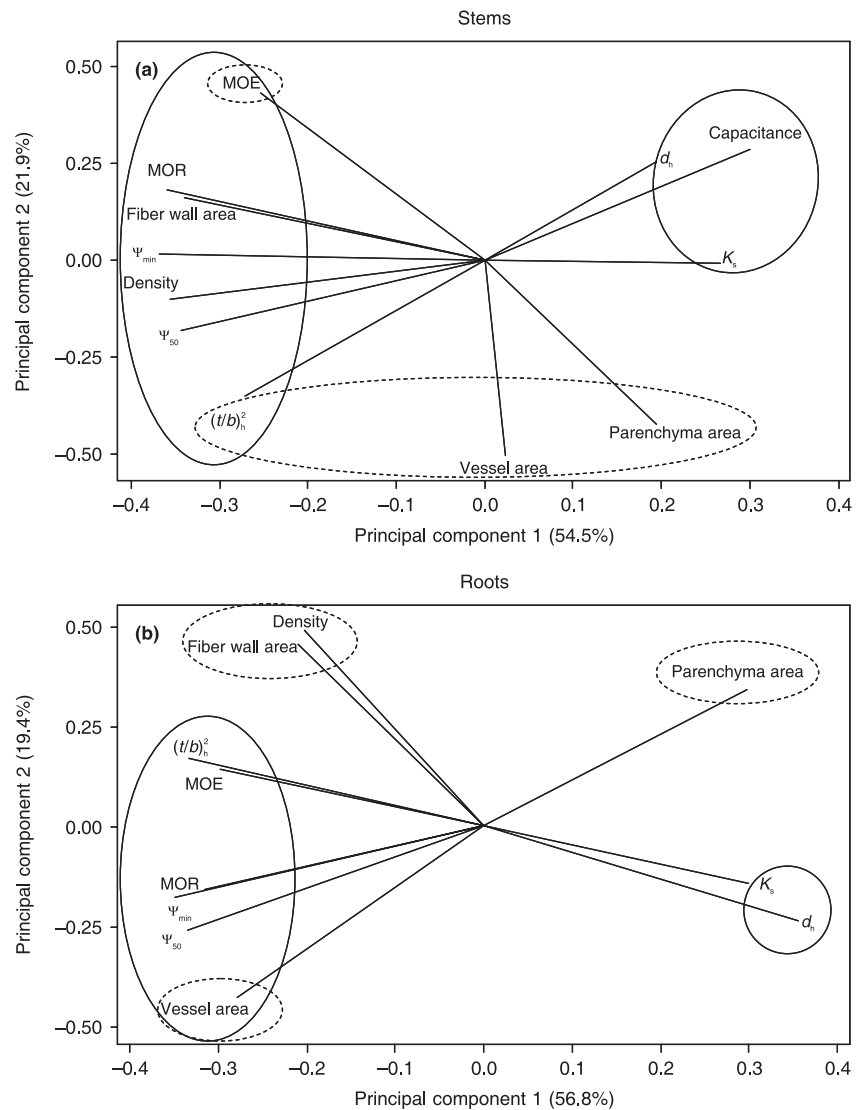 Stems
(a)
MOE
0.50
Capacitance
d_h
0.25
MOR
Fiber wall area
Principal component 2 (21.9%)
Ψ_min
K_s
0.00
Density
Ψ_50
−0.25
(t/b)_h^2
Parenchyma area
−0.50
Vessel area
−0.4 −0.3 −0.2 −0.1 0.0 0.1 0.2 0.3 0.4
Principal component 1 (54.5%)
Roots
(b)
Density
0.50
Fiber wall area
Parenchyma area
0.25
(t/b)_h^2
MOE
Principal component 2 (19.4%)
0.00
MOR
K_s
Ψ_min
−0.25
d_h
Ψ_50
Vessel area
−0.50
−0.4 −0.3 −0.2 −0.1 0.0 0.1 0.2 0.3 0.4
Principal component 1 (56.8%)